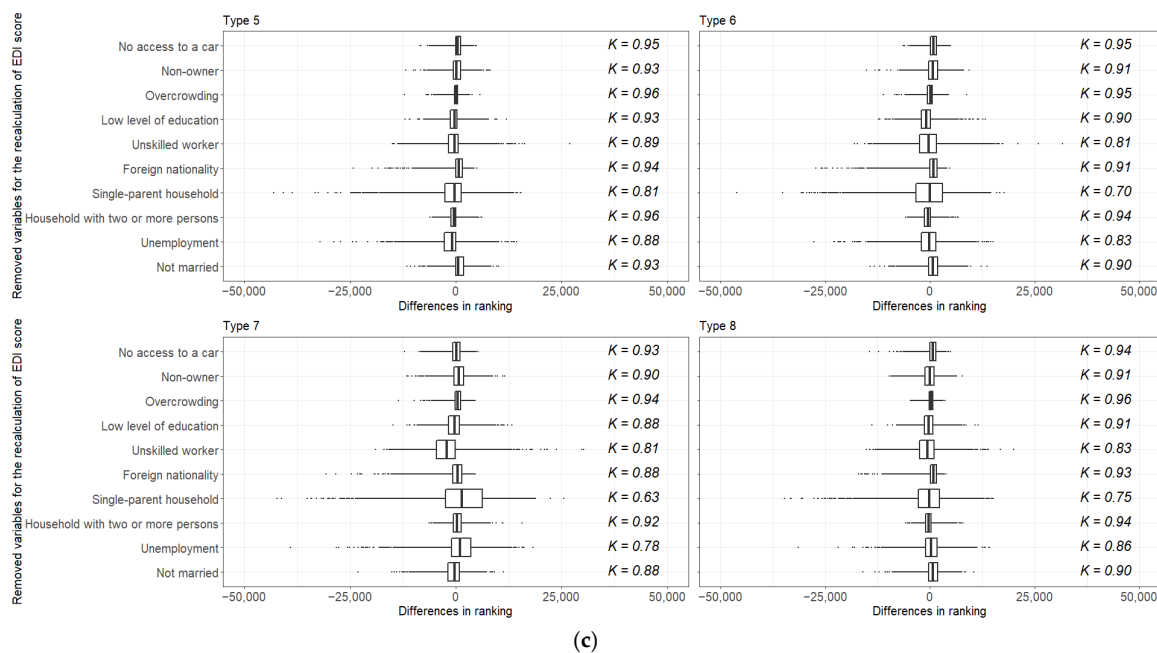 Type 5
Type 6
Removed variables for the recalculation of EDI score
No access to a car
Non-owner
Overcrowding
Low level of education
Unskilled worker
Foreign nationality
Single-parent household
Household with two or more persons
Unemployment
Not married
K = 0.95
K = 0.93
K = 0.96
K = 0.93
K = 0.89
K = 0.94
K = 0.81
K = 0.96
K = 0.88
K = 0.93
K = 0.95
K = 0.91
K = 0.95
K = 0.90
K = 0.81
K = 0.91
K = 0.70
K = 0.94
K = 0.83
K = 0.90
−50,000 −25,000 0 25,000 50,000
−50,000 −25,000 0 25,000 50,000
Differences in ranking
Differences in ranking
Type 7
Type 8
Removed variables for the recalculation of EDI score
No access to a car
Non-owner
Overcrowding
Low level of education
Unskilled worker
Foreign nationality
Single-parent household
Household with two or more persons
Unemployment
Not married
K = 0.93
K = 0.90
K = 0.94
K = 0.88
K = 0.81
K = 0.88
K = 0.63
K = 0.92
K = 0.78
K = 0.88
K = 0.94
K = 0.91
K = 0.96
K = 0.91
K = 0.83
K = 0.93
K = 0.75
K = 0.94
K = 0.86
K = 0.90
−50,000 −25,000 0 25,000 50,000
−50,000 −25,000 0 25,000 50,000
Differences in ranking
Differences in ranking
(c)